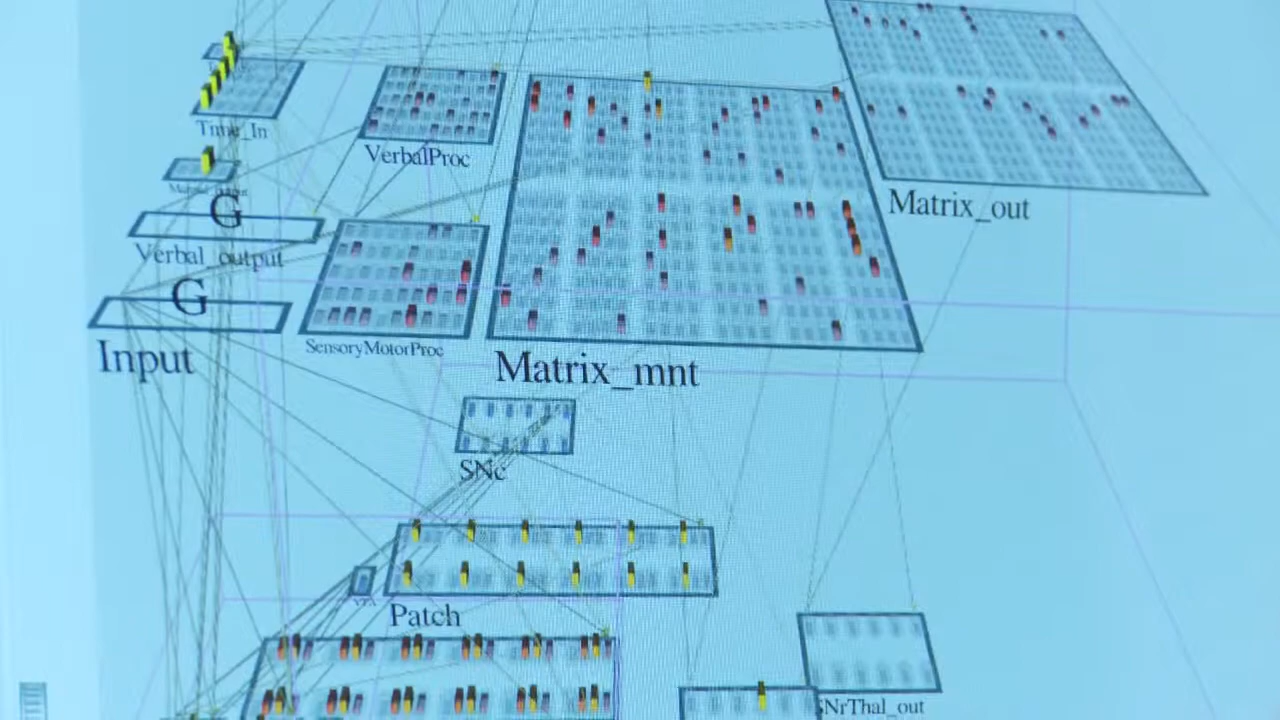 Time_In
VerbalProc
Matrix_out
G
Verbal_output
G
SensoryMotorProc
Input
Matrix_mnt
SNc
Patch
SNrThal_out